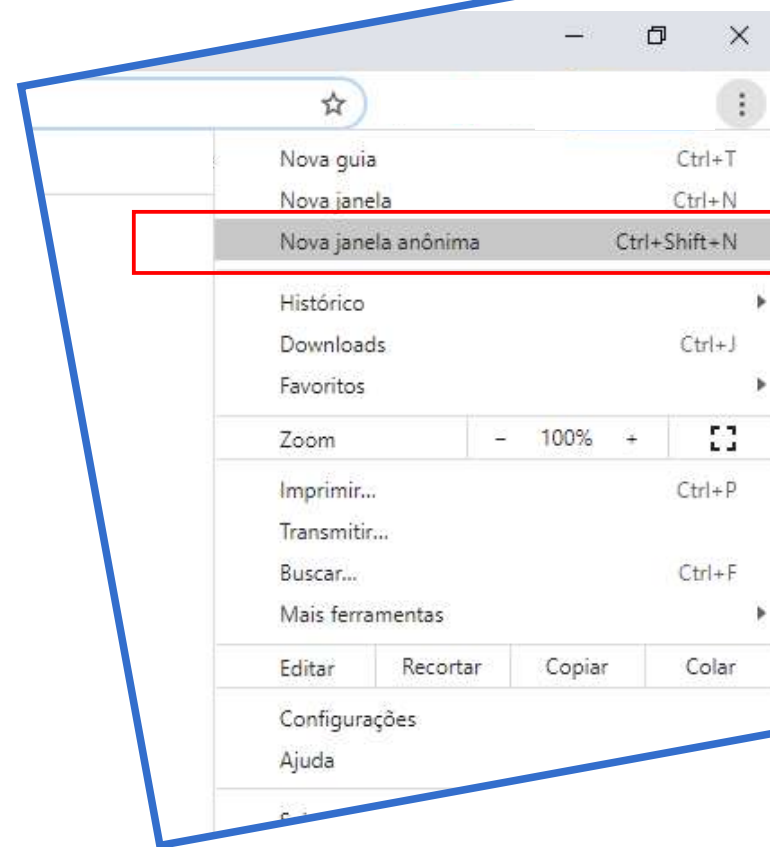 Nova guia Ctrl+T
Nova janela Ctrl+N
Nova janela anônima Ctrl+Shift+N
Histórico
Downloads Ctrl+J
Favoritos
Zoom - 100% +
Imprimir... Ctrl+P
Transmitir...
Buscar... Ctrl+F
Mais ferramentas
Editar Recortar Copiar Colar
Configurações
Ajuda